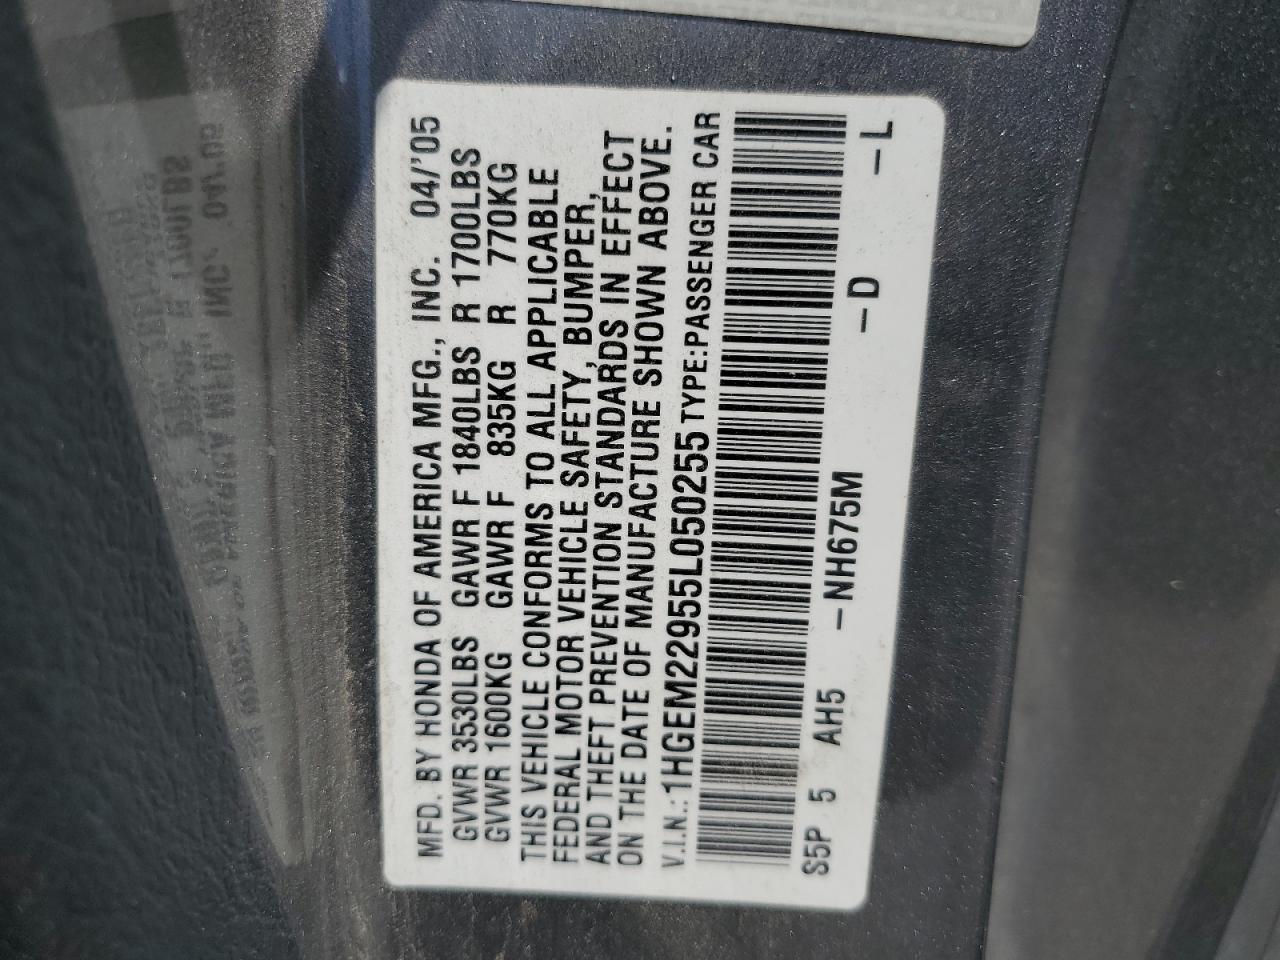 MFD. BY HONDA OF AMERICA MFG., INC. 04/'05
GVWR 3530LBS GAWR F 1840LBS R 1700LBS
GVWR 1600KG GAWR F 835KG R 770KG
THIS VEHICLE CONFORMS TO ALL APPLICABLE
FEDERAL MOTOR VEHICLE SAFETY, BUMPER,
AND THEFT PREVENTION STANDARDS IN EFFECT
ON THE DATE OF MANUFACTURE SHOWN ABOVE.
V.I.N.: 1HGEM22955L050255 TYPE:PASSENGER CAR
S5P 5 AH5 -NH675M -D -L